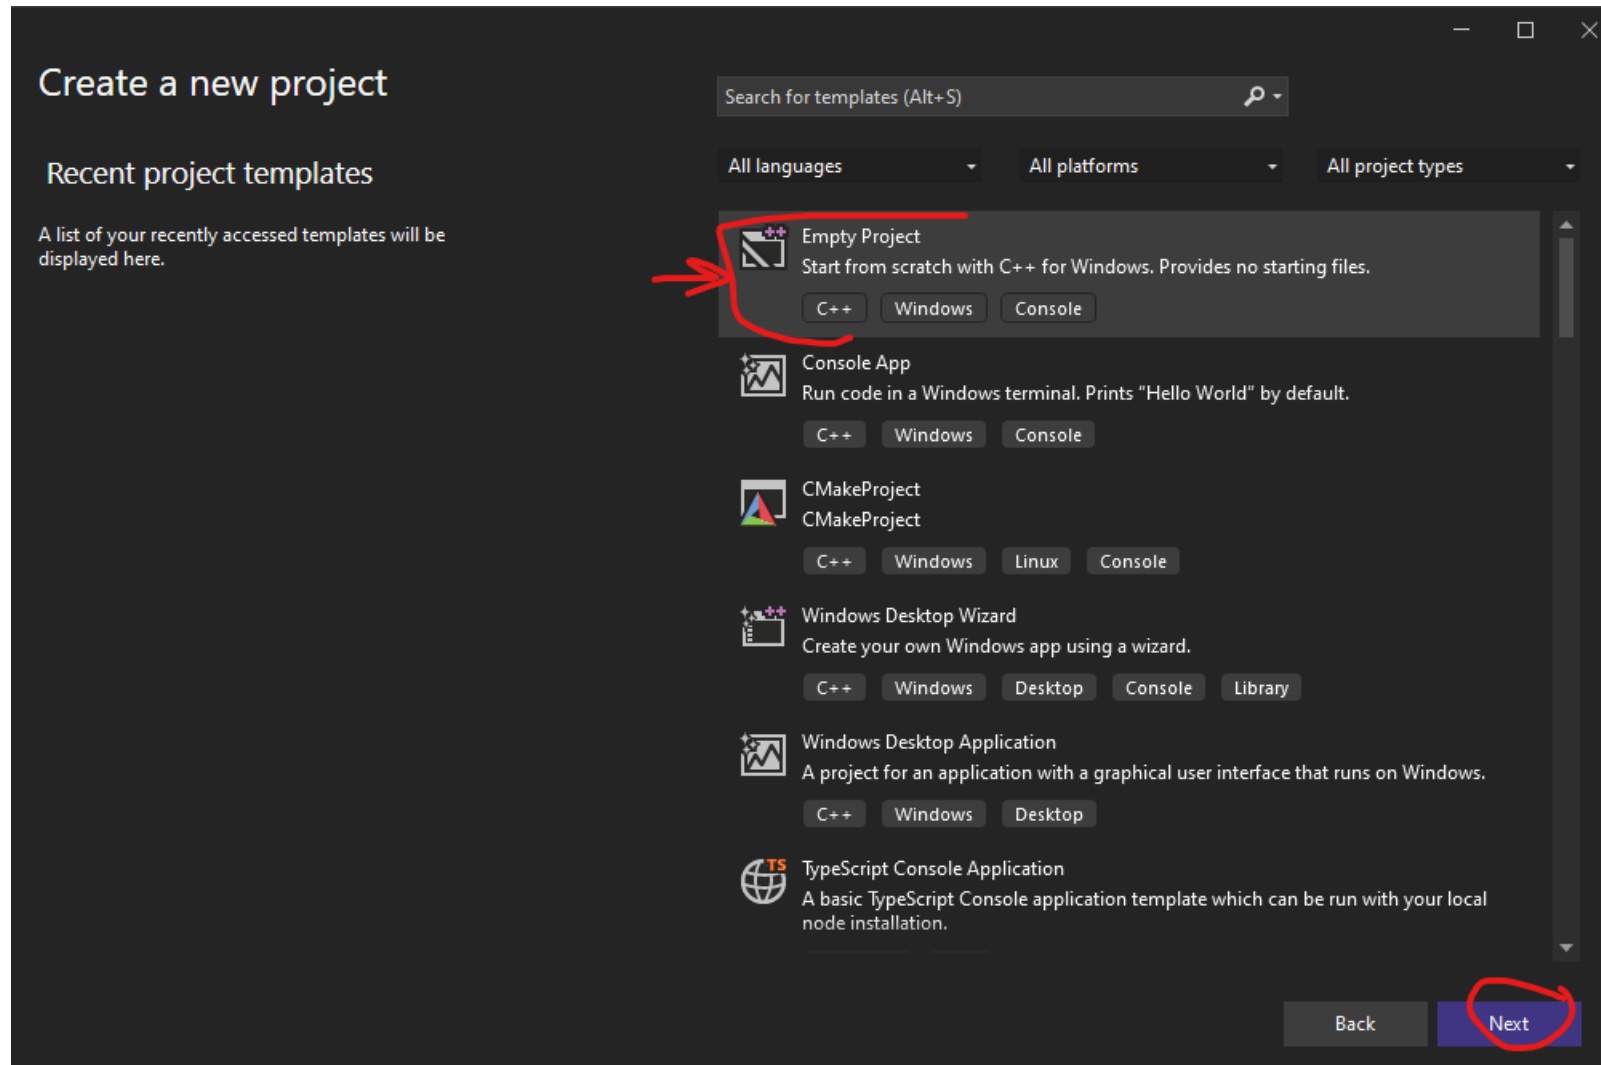 Create a new project
Search for templates (Alt+S)
Recent project templates
All languages
All platforms
All project types
A list of your recently accessed templates will be
displayed here.
Empty Project
Start from scratch with C++ for Windows. Provides no starting files.
C++ Windows Console
Console App
Run code in a Windows terminal. Prints "Hello World" by default.
C++ Windows Console
CMakeProject
CMakeProject
C++ Windows Linux Console
Windows Desktop Wizard
Create your own Windows app using a wizard.
C++ Windows Desktop Console Library
Windows Desktop Application
A project for an application with a graphical user interface that runs on Windows.
C++ Windows Desktop
TS
TypeScript Console Application
A basic TypeScript Console application template which can be run with your local
node installation.
Back
Next